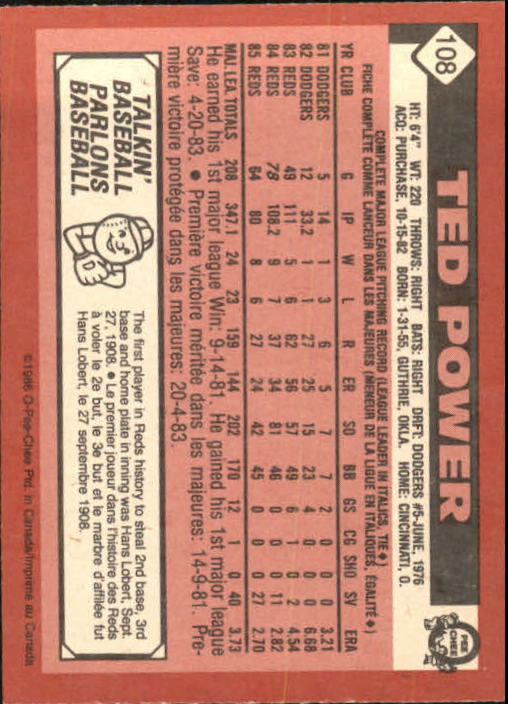 108
TED POWER
O PEE CHEE
HT: 6'4" WT: 220 THROWS: RIGHT BATS: RIGHT DRFT: DODGERS #5-JUNE, 1976
ACQ: PURCHASE, 10-15-82 BORN: 1-31-55, GUTHRIE, OKLA. HOME: CINCINNATI, O.
COMPLETE MAJOR LEAGUE PITCHING RECORD (LEAGUE LEADER IN ITALICS, TIE ♦)
FICHE COMPLÈTE COMME LANCEUR DANS LES MAJEURES (MENEUR DE LA LIGUE EN ITALIQUES, ÉGALITÉ ♦)
YR CLUB G IP W L R ER SO BB GS CG SHO SV ERA
81 DODGERS 5 14 1 3 6 5 7 7 2 0 0 0 3.21
82 DODGERS 12 33.2 1 1 27 25 15 23 4 0 0 0 6.68
83 REDS 49 111 5 6 62 56 57 49 6 1 0 2 4.54
84 REDS 78 108.2 9 7 37 34 81 46 0 0 0 11 2.82
85 REDS 64 80 8 6 27 24 42 45 0 0 0 27 2.70
MAJ. LEA. TOTALS 208 347.1 24 23 159 144 202 170 12 1 0 40 3.73
He earned his 1st major league Win: 9-14-81. He gained his 1st major league
Save: 4-20-83. ● Première victoire méritée dans les majeures: 14-9-81. Pre-
mière victoire protégée dans les majeures: 20-4-83.
TALKIN'
BASEBALL
PARLONS
BASEBALL
The first player in Reds history to steal 2nd base, 3rd
base and home plate in inning was Hans Lobert, Sept.
27, 1908. ● Le premier joueur dans l'histoire des Reds
à voler le 2e but, le 3e but et le marbre d'affilée fut
Hans Lobert, le 27 septembre 1908.
©1986 O-Pee-Chee Ptd. in Canada/Imprimé au Canada